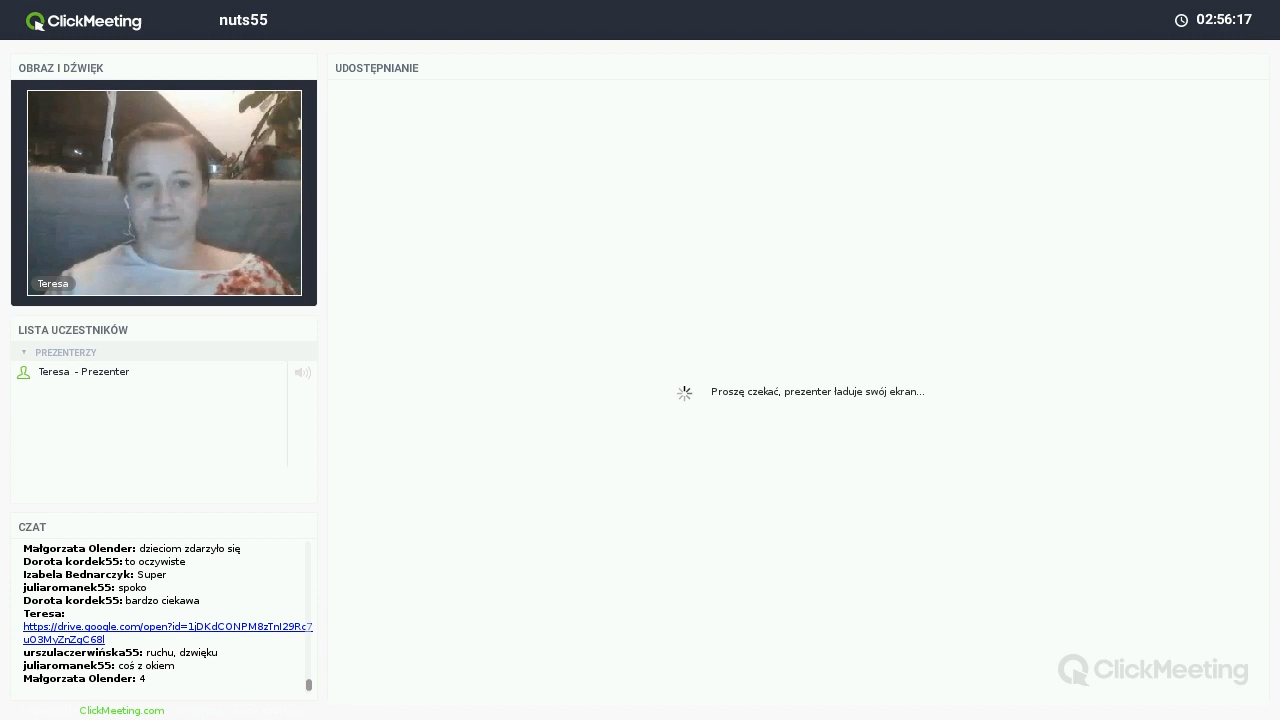 ClickMeeting
nuts55
02:56:17
OBRAZ I DŹWIĘK
Teresa
LISTA UCZESTNIKÓW
PREZENTERZY
Teresa - Prezenter
CZAT
Małgorzata Olender: dzieciom zdarzyło się
Dorota kordek55: to oczywiste
Izabela Bednarczyk: Super
juliaromanek55: spoko
Dorota kordek55: bardzo ciekawa
Teresa:
https://drive.google.com/open?id=1jDKdCONPM8zTnI29Rc7
uO3MyZnZgC68l
urszulaczerwińska55: ruchu, dzwięku
juliaromanek55: coś z okiem
Małgorzata Olender: 4
ClickMeeting.com
UDOSTĘPNIANIE
Proszę czekać, prezenter ładuje swój ekran...
ClickMeeting